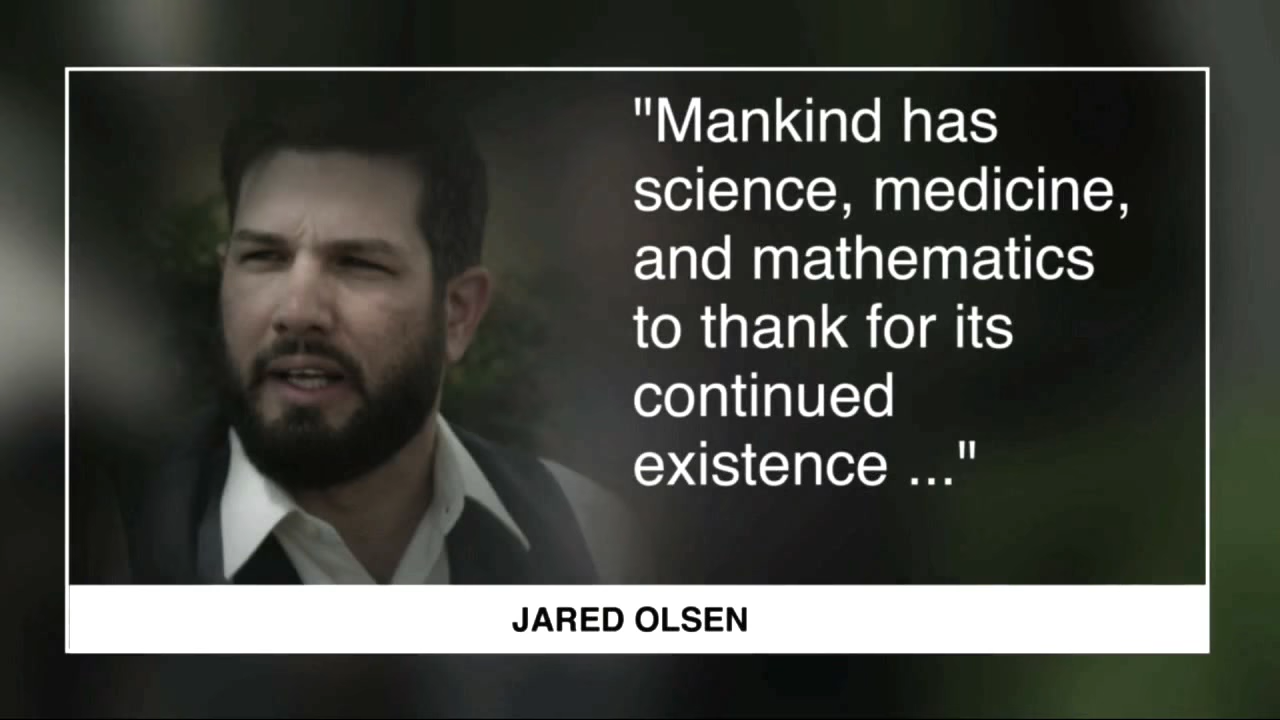 "Mankind has
science, medicine,
and mathematics
to thank for its
continued
existence ..."
JARED OLSEN